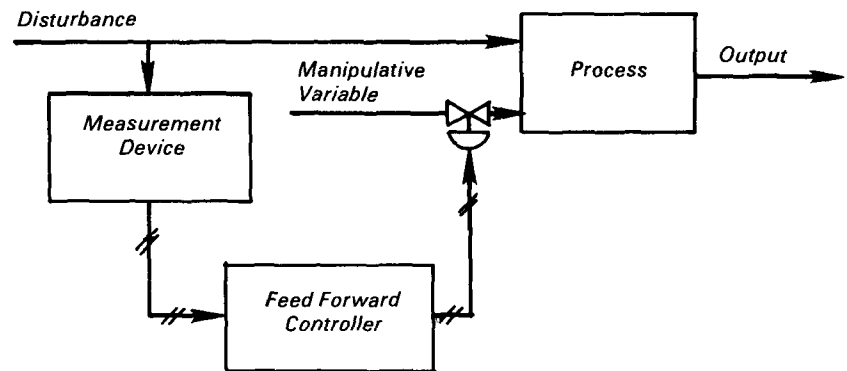 Disturbance
Manipulative
Variable
Process
Output
Measurement
Device
Feed Forward
Controller